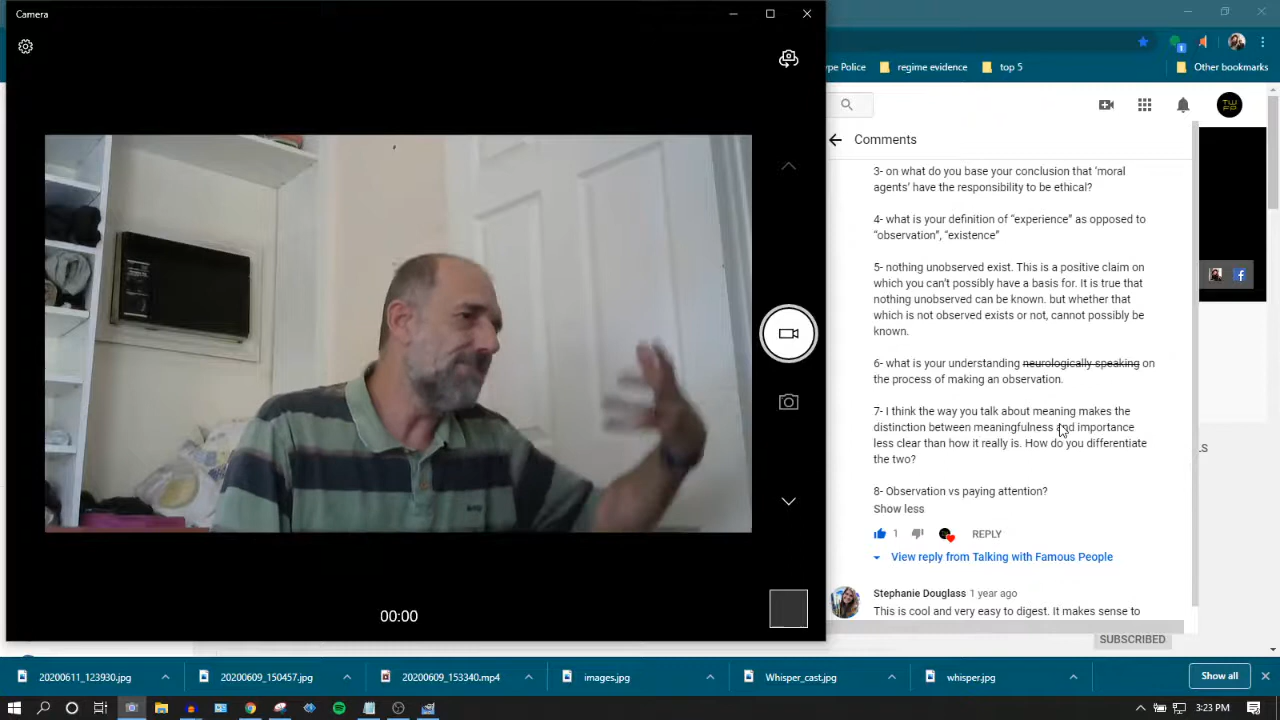 Camera
ype Police
regime evidence
top 5
Other bookmarks
1
TW
FP
Comments
3- on what do you base your conclusion that 'moral
agents' have the responsibility to be ethical?
4- what is your definition of "experience" as opposed to
"observation", "existence"
5- nothing unobserved exist. This is a positive claim on
which you can't possibly have a basis for. It is true that
nothing unobserved can be known. but whether that
which is not observed exists or not, cannot possibly be
known.
6- what is your understanding neurologically speaking on
the process of making an observation.
7- I think the way you talk about meaning makes the
distinction between meaningfulness and importance
less clear than how it really is. How do you differentiate
the two?
8- Observation vs paying attention?
Show less
1
REPLY
View reply from Talking with Famous People
Stephanie Douglass 1 year ago
This is cool and very easy to digest. It makes sense to
LS
SUBSCRIBED
00:00
20200611_123930.jpg
20200609_150457.jpg
20200609_153340.mp4
images.jpg
Whisper_cast.jpg
whisper.jpg
Show all
3:23 PM